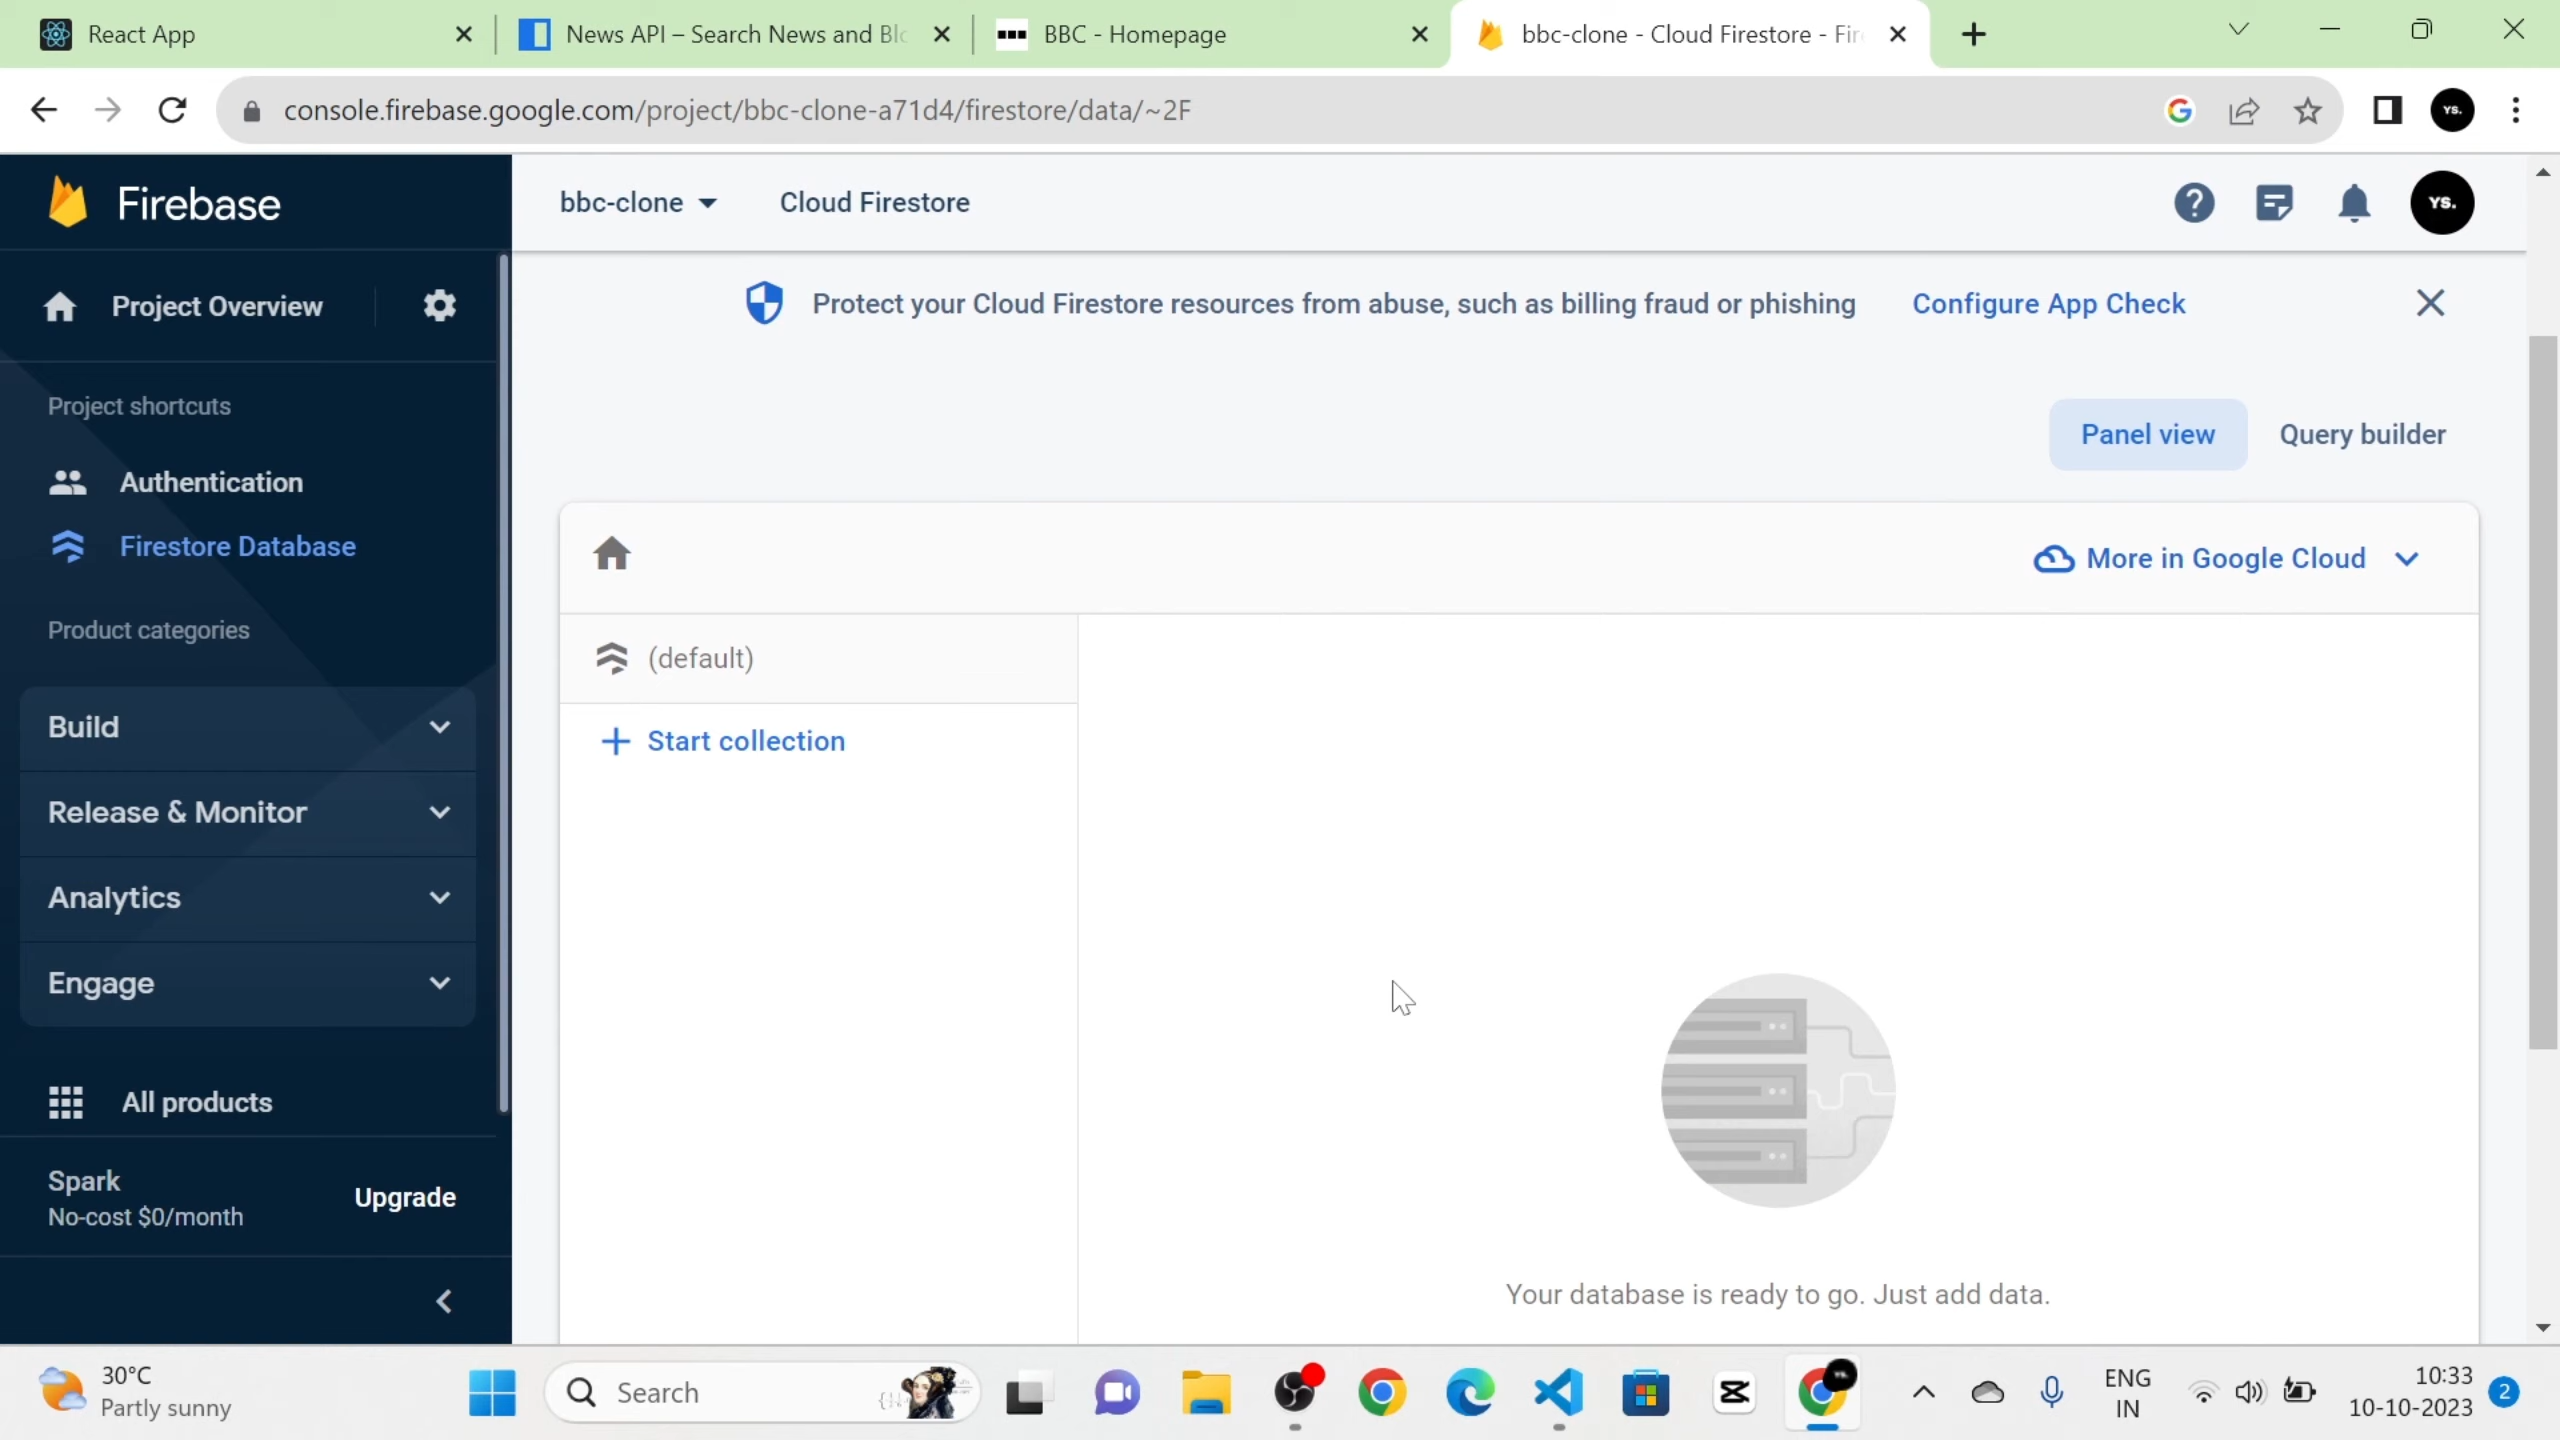 React App
News API – Search News and Blo
BBC - Homepage
bbc-clone - Cloud Firestore - Fire
console.firebase.google.com/project/bbc-clone-a71d4/firestore/data/~2F
YS.
Firebase
bbc-clone
Cloud Firestore
YS.
Project Overview
Protect your Cloud Firestore resources from abuse, such as billing fraud or phishing
Configure App Check
Project shortcuts
Authentication
Firestore Database
Panel view
Query builder
More in Google Cloud
Product categories
(default)
Start collection
Build
Release & Monitor
Analytics
Engage
All products
Spark
No-cost $0/month
Upgrade
Your database is ready to go. Just add data.
30°C
Partly sunny
Search
ENG
IN
10:33
10-10-2023
2